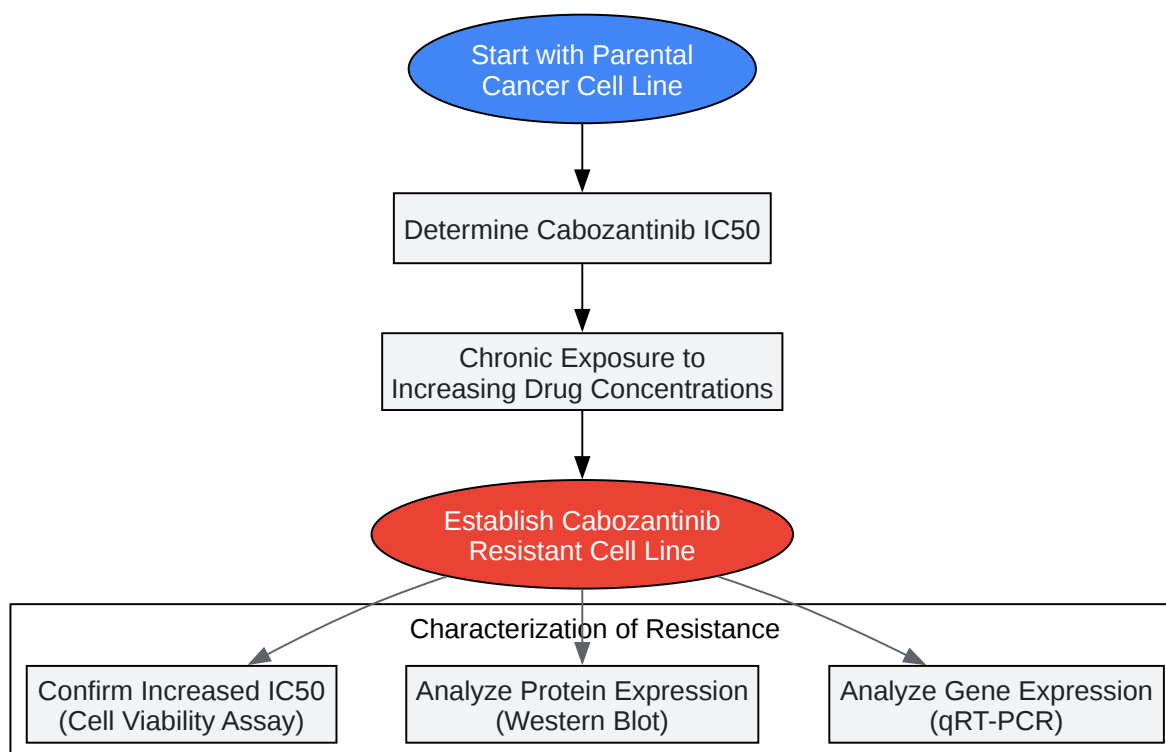 Start with Parental
Cancer Cell Line
Determine Cabozantinib IC50
Chronic Exposure to
Increasing Drug Concentrations
Establish Cabozantinib
Resistant Cell Line
Characterization of Resistance
Confirm Increased IC50
(Cell Viability Assay)
Analyze Protein Expression
(Western Blot)
Analyze Gene Expression
(qRT-PCR)